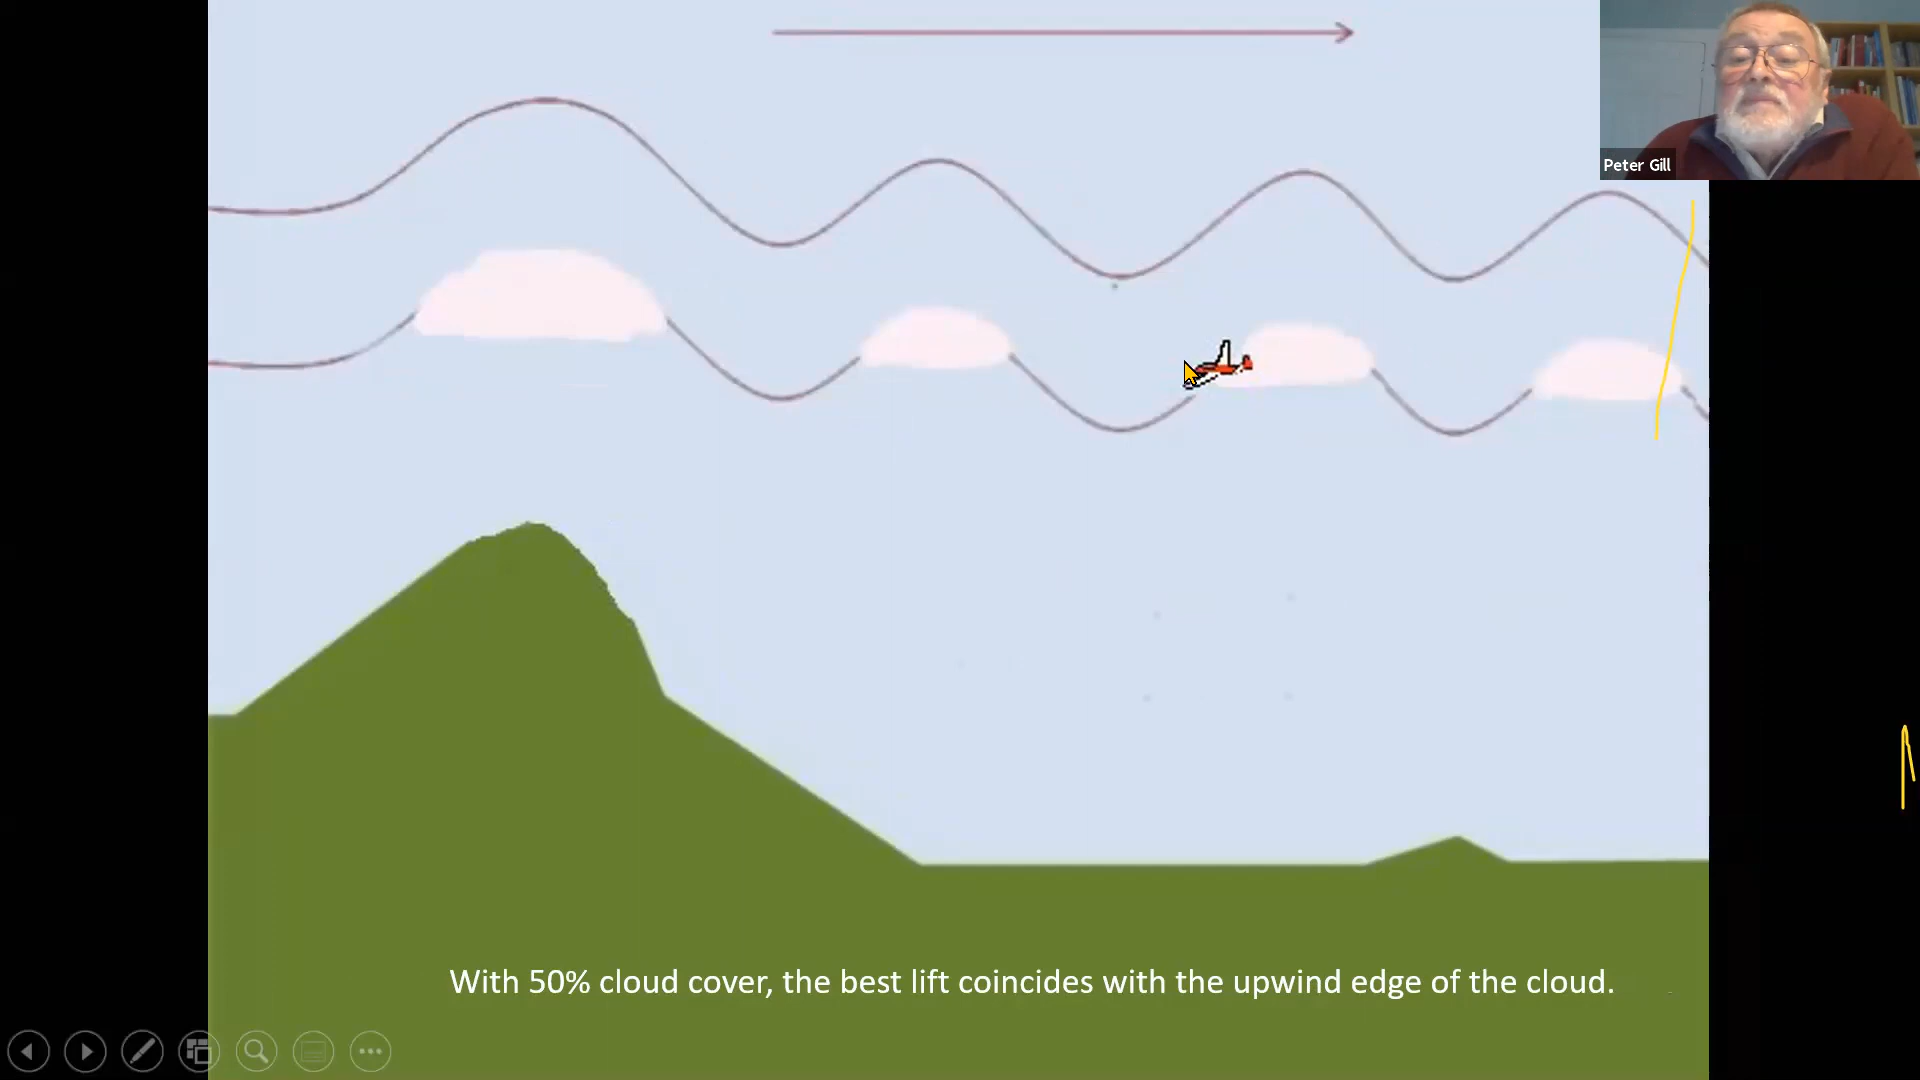 Peter Gill
With 50% cloud cover, the best lift coincides with the upwind edge of the cloud.